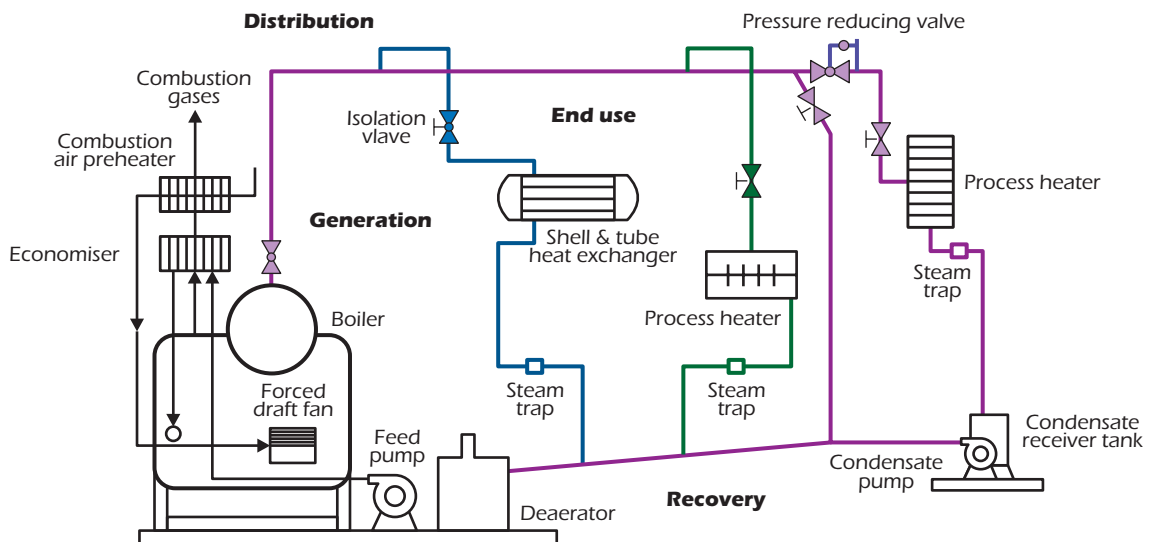 Distribution
Pressure reducing valve
Combustion
gases
Isolation
vlave
End use
Combustion
air preheater
Process heater
Generation
Economiser
Shell & tube
heat exchanger
Steam
trap
Boiler
Process heater
Forced
draft fan
Steam
trap
Steam
trap
Feed
pump
Condensate
receiver tank
Condensate
pump
Recovery
Deaerator